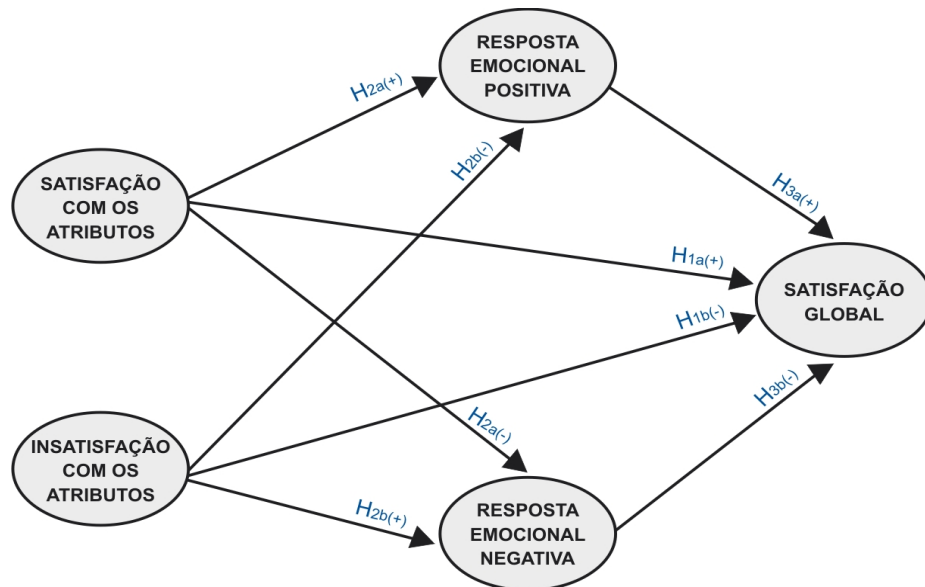 RESPOSTA
EMOCIONAL
POSITIVA
H2a(+)
H2b(-)
SATISFAÇÃO
COM OS
ATRIBUTOS
H3a(+)
H1a(+)
SATISFAÇÃO
GLOBAL
H1b(-)
H3b(-)
H2a(-)
INSATISFAÇÃO
COM OS
ATRIBUTOS
H2b(+)
RESPOSTA
EMOCIONAL
NEGATIVA